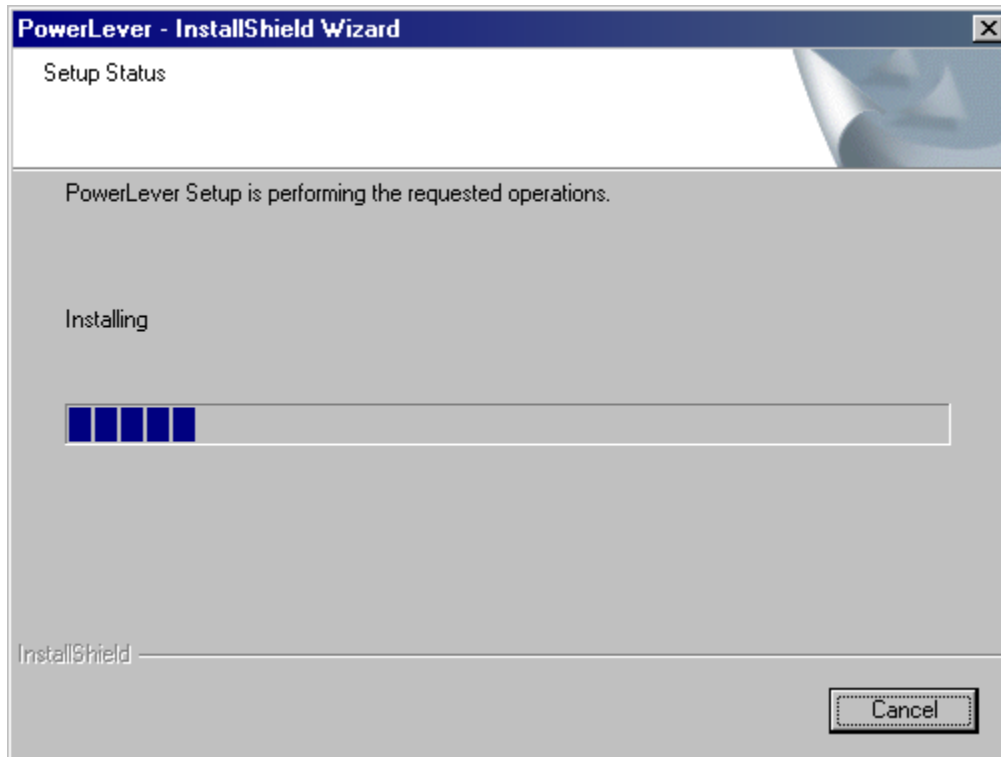 PowerLever - InstallShield Wizard
Setup Status
PowerLever Setup is performing the requested operations.
Installing
InstallShield
Cancel